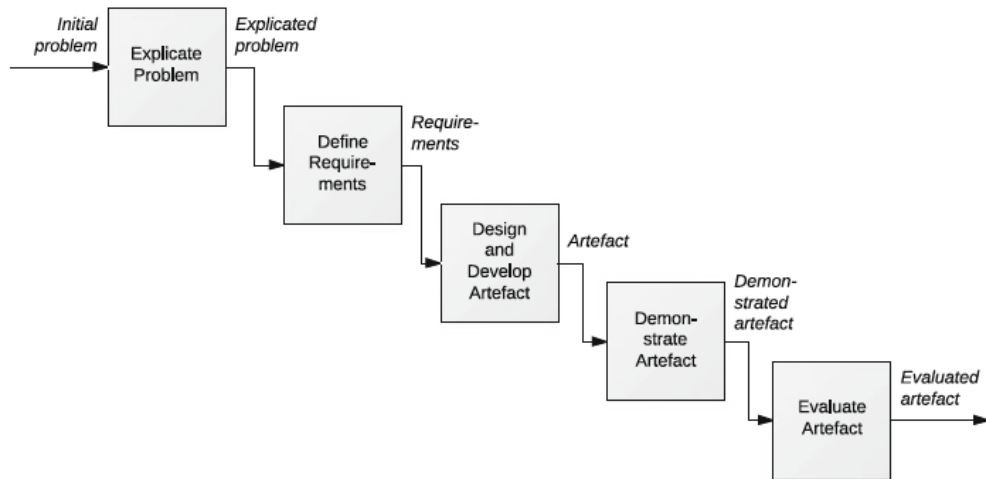 Initial
problem
Explicate
Problem
Explicated
problem
Define
Require-
ments
Require-
ments
Design
and
Develop
Artefact
Artefact
Demon-
strate
Artefact
Demon-
strated
artefact
Evaluate
Artefact
Evaluated
artefact